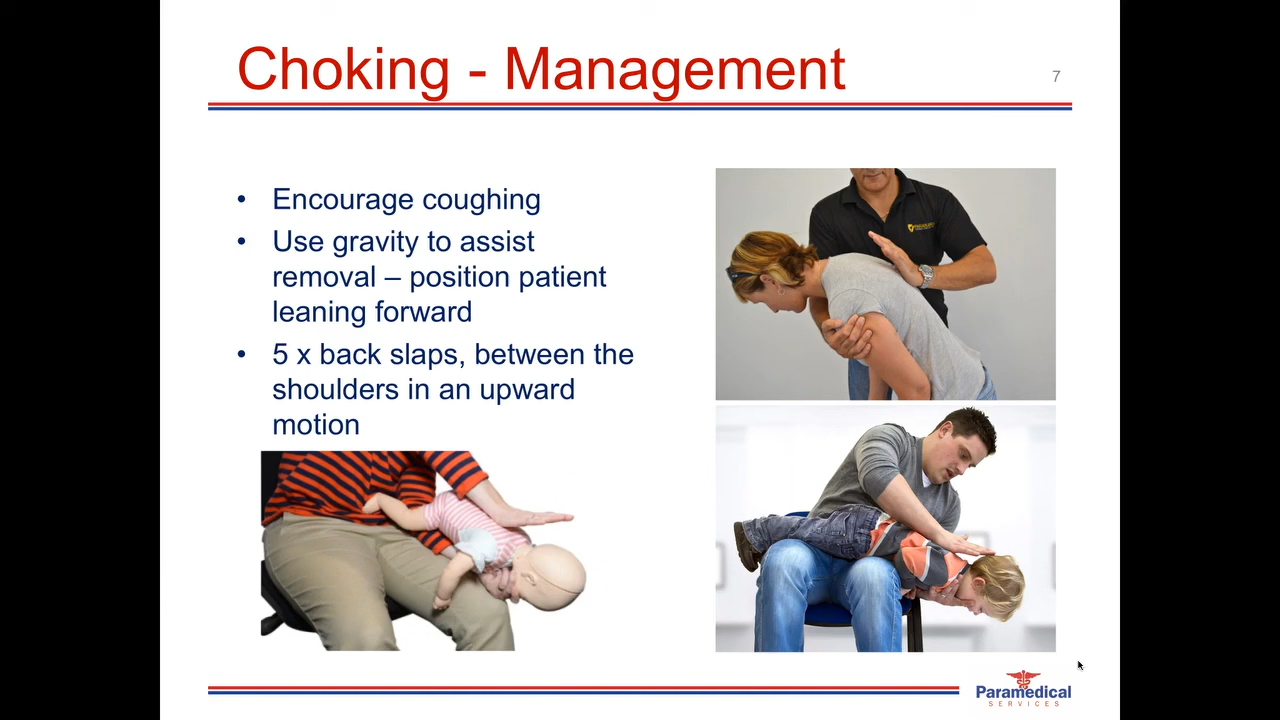 Choking - Management
7
• Encourage coughing
• Use gravity to assist
removal – position patient
leaning forward
• 5 x back slaps, between the
shoulders in an upward
motion
Paramedical
SERVICES